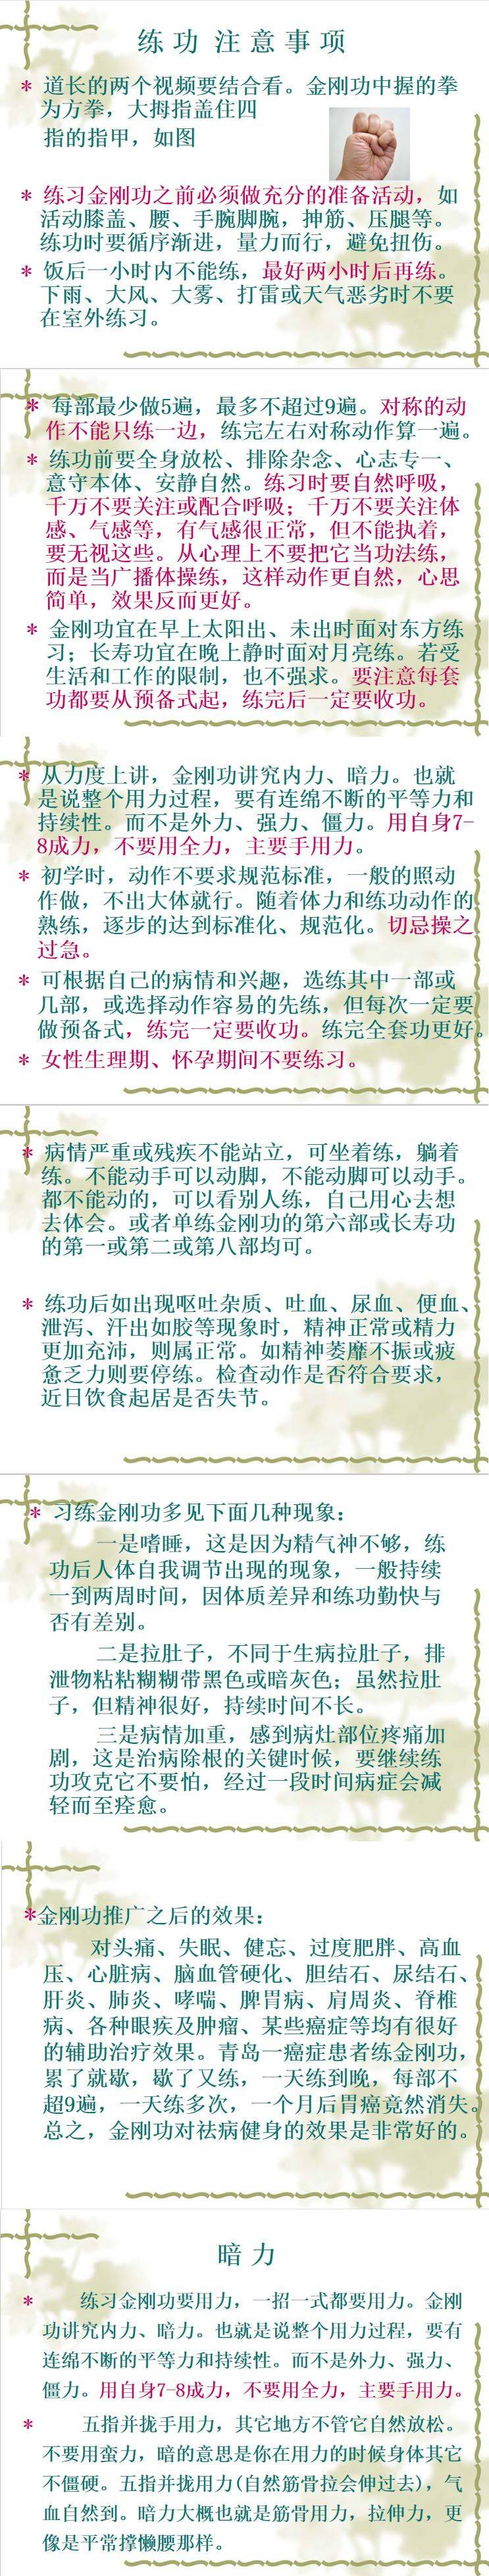 练功 注意事项
* 道长的两个视频要结合看。金刚功中握的拳
为方拳，大拇指盖住四
指的指甲，如图
* 练习金刚功之前必须做充分的准备活动，如
活动膝盖、腰、手腕脚腕，抻筋、压腿等。
练功时要循序渐进，量力而行，避免扭伤。
* 饭后一小时内不能练，最好两小时后再练。
下雨、大风、大雾、打雷或天气恶劣时不要
在室外练习。
* 每部最少做5遍，最多不超过9遍。对称的动
作不能只练一边，练完左右对称动作算一遍。
* 练功前要全身放松、排除杂念、心志专一、
意守本体、安静自然。练习时要自然呼吸，
千万不要关注或配合呼吸；千万不要关注体
感、气感等，有气感很正常，但不能执着，
要无视这些。从心理上不要把它当功法练，
而是当广播体操练，这样动作更自然，心思
简单，效果反而更好。
* 金刚功宜在早上太阳出、未出时面对东方练
习；长寿功宜在晚上静时面对月亮练。若受
生活和工作的限制，也不强求。要注意每套
功都要从预备式起，练完后一定要收功。
* 从力度上讲，金刚功讲究内力、暗力。也就
是说整个用力过程，要有连绵不断的平等力和
持续性。而不是外力、强力、僵力。用自身7-
8成力，不要用全力，主要手用力。
* 初学时，动作不要求规范标准，一般的照动
作做，不出大体就行。随着体力和练功动作的
熟练，逐步的达到标准化、规范化。切忌操之
过急。
* 可根据自己的病情和兴趣，选练其中一部或
几部，或选择动作容易的先练，但每次一定要
做预备式，练完一定要收功。练完全套功更好。
* 女性生理期、怀孕期间不要练习。
* 病情严重或残疾不能站立，可坐着练，躺着
练。不能动手可以动脚，不能动脚可以动手。
都不能动的，可以看别人练，自己用心去想
去体会。或者单练金刚功的第六部或长寿功
的第一或第二或第八部均可。
* 练功后如出现呕吐杂质、吐血、尿血、便血、
泄泻、汗出如胶等现象时，精神正常或精力
更加充沛，则属正常。如精神萎靡不振或疲
惫乏力则要停练。检查动作是否符合要求，
近日饮食起居是否失节。
* 习练金刚功多见下面几种现象：
一是嗜睡，这是因为精气神不够，练
功后人体自我调节出现的现象，一般持续
一到两周时间，因体质差异和练功勤快与
否有差别。
二是拉肚子，不同于生病拉肚子，排
泄物粘粘糊糊带黑色或暗灰色；虽然拉肚
子，但精神很好，持续时间不长。
三是病情加重，感到病灶部位疼痛加
剧，这是治病除根的关键时候，要继续练
功攻克它不要怕，经过一段时间病症会减
轻而至痊愈。
*金刚功推广之后的效果：
对头痛、失眠、健忘、过度肥胖、高血
压、心脏病、脑血管硬化、胆结石、尿结石、
肝炎、肺炎、哮喘、脾胃病、肩周炎、脊椎
病、各种眼疾及肿瘤、某些癌症等均有很好
的辅助治疗效果。青岛一癌症患者练金刚功，
累了就歇，歇了又练，一天练到晚，每部不
超9遍，一天练多次，一个月后胃癌竟然消失。
总之，金刚功对祛病健身的效果是非常好的。
暗力
* 练习金刚功要用力，一招一式都要用力。金刚
功讲究内力、暗力。也就是说整个用力过程，要有
连绵不断的平等力和持续性。而不是外力、强力、
僵力。用自身7-8成力，不要用全力，主要手用力。
* 五指并拢手用力，其它地方不管它自然放松。
不要用蛮力，暗的意思是你在用力的时候身体其它
不僵硬。五指并拢用力(自然筋骨拉会伸过去)，气
血自然到。暗力大概也就是筋骨用力，拉伸力，更
像是平常撑懒腰那样。